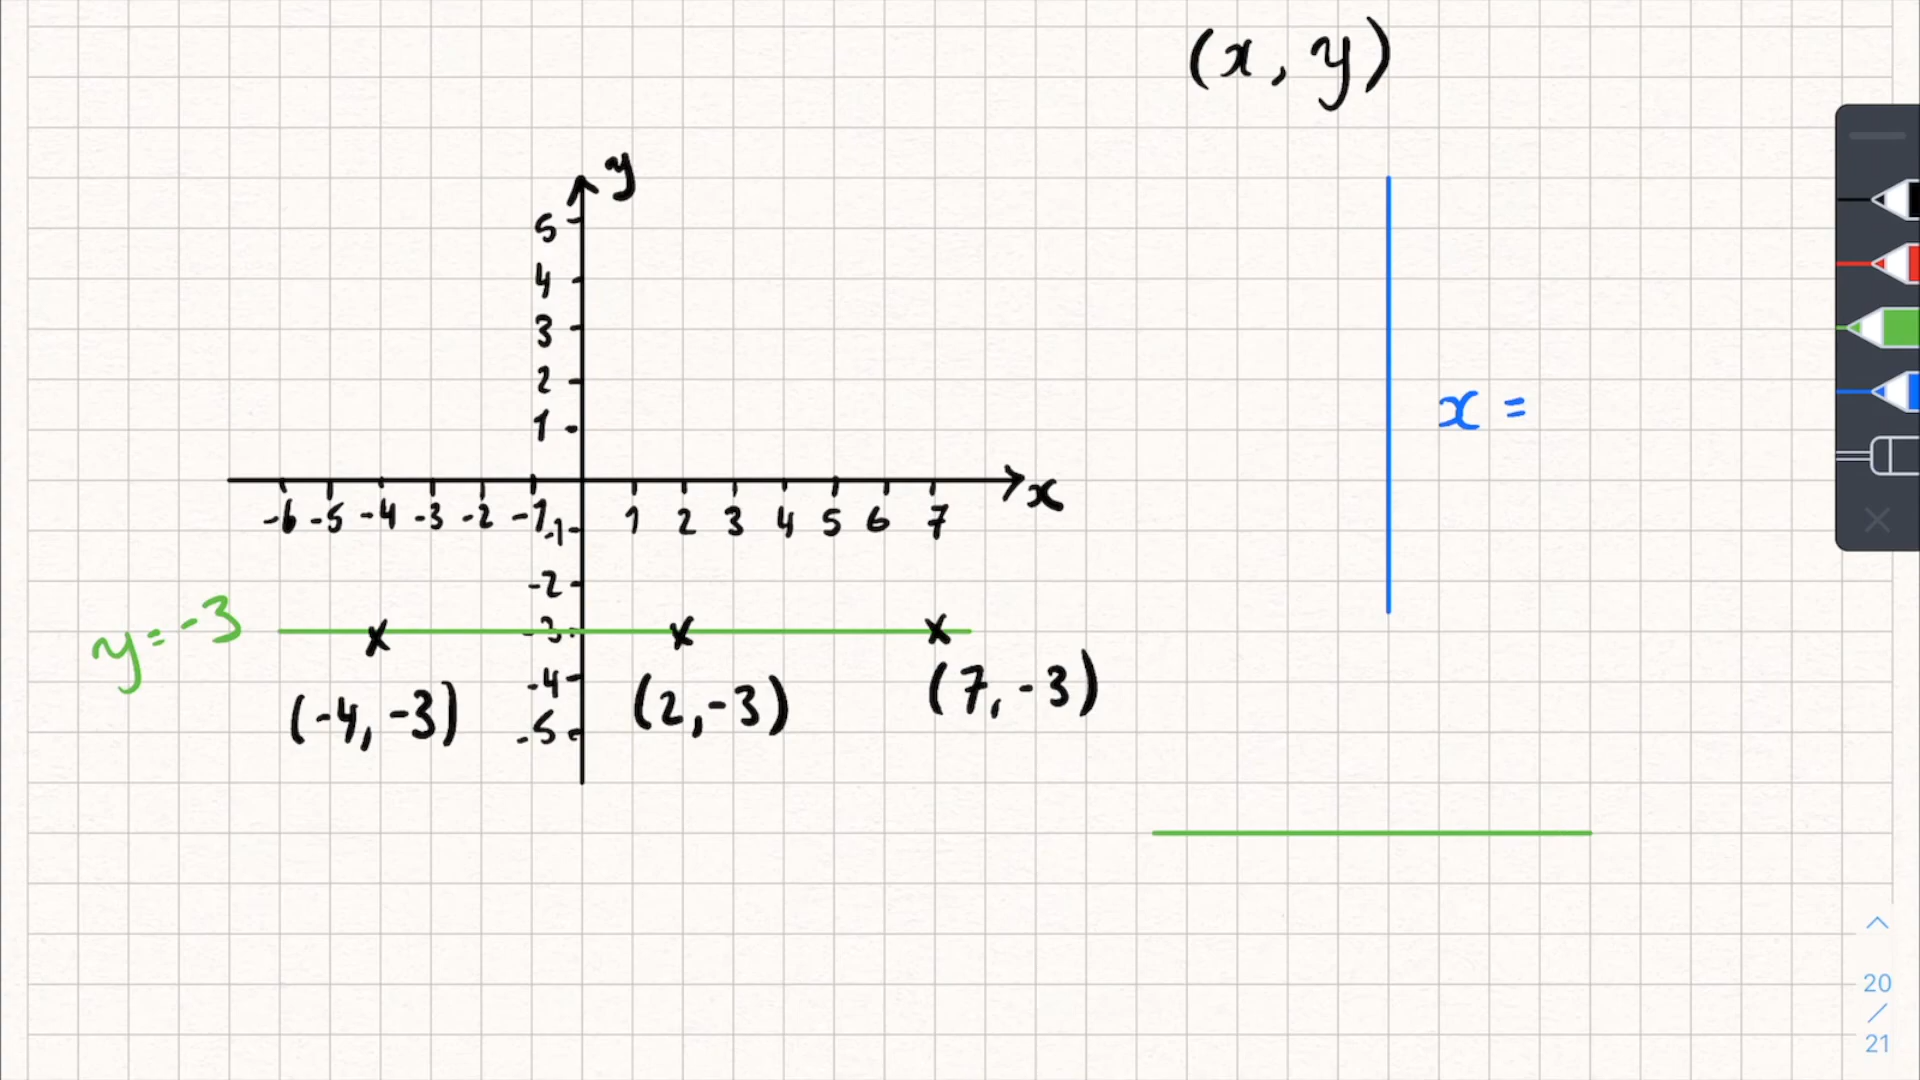 (x, y)
y
5
4
3
2
1
x =
x
-6 -5 -4 -3 -2 -1 1 2 3 4 5 6 7
-1
-2
y=-3
-3
(-4, -3)
(2, -3)
(7, -3)
-4
-5
20
/
21